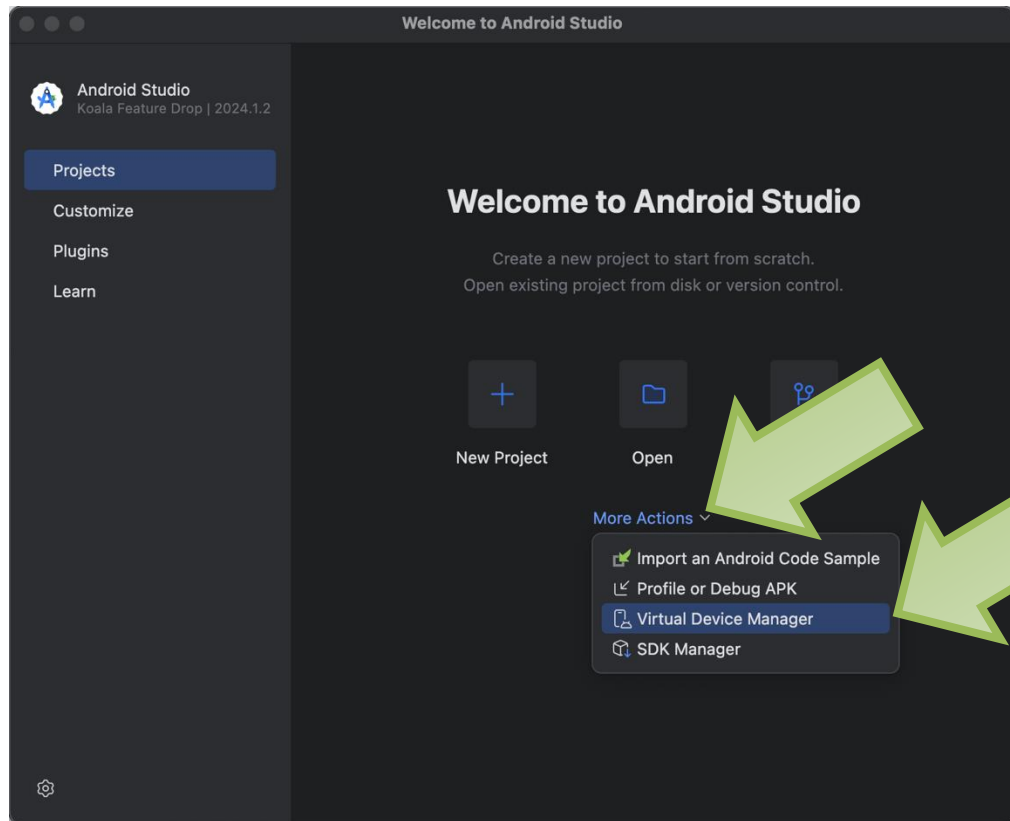 Welcome to Android Studio
Android Studio
Koala Feature Drop | 2024.1.2
Projects
Customize
Plugins
Learn
Welcome to Android Studio
Create a new project to start from scratch.
Open existing project from disk or version control.
New Project
Open
More Actions
Import an Android Code Sample
Profile or Debug APK
Virtual Device Manager
SDK Manager